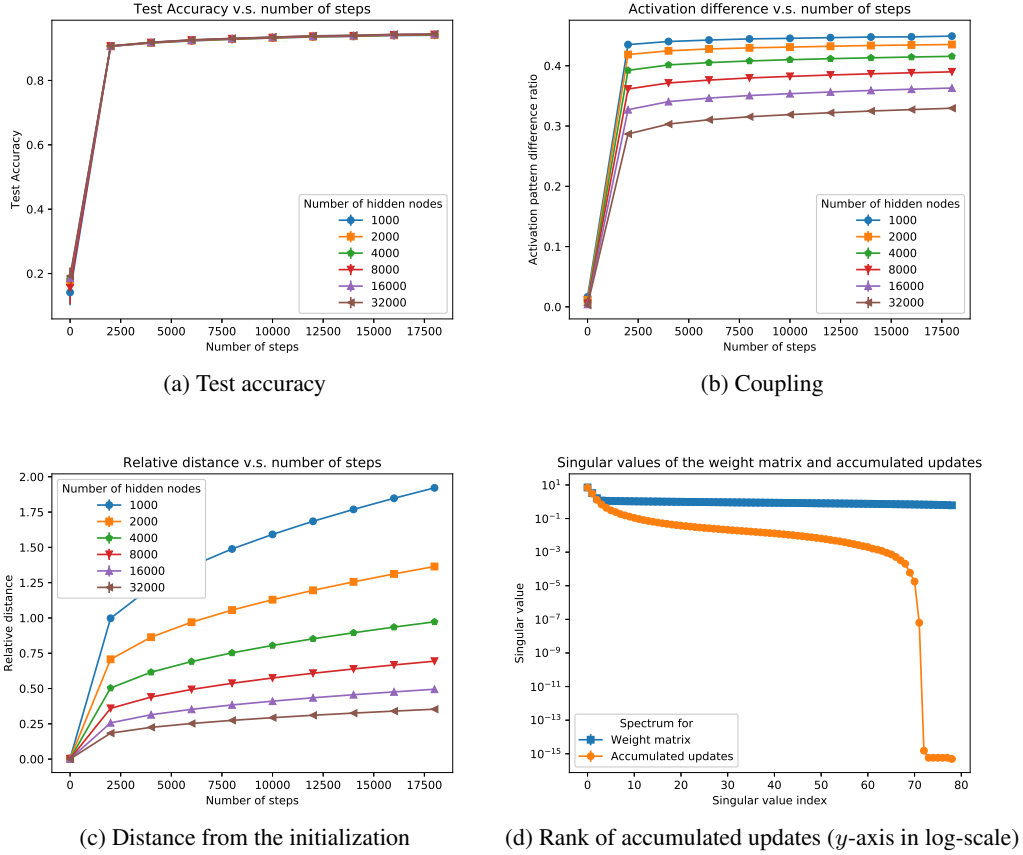 Test Accuracy v.s. number of steps
Test Accuracy
0.8
0.6
0.4
0.2
Number of hidden nodes
1000
2000
4000
8000
16000
32000
0 2500 5000 7500 10000 12500 15000 17500
Number of steps
(a) Test accuracy
Activation difference v.s. number of steps
Activation pattern difference ratio
0.4
0.3
0.2
0.1
0.0
Number of hidden nodes
1000
2000
4000
8000
16000
32000
0 2500 5000 7500 10000 12500 15000 17500
Number of steps
(b) Coupling
Relative distance v.s. number of steps
Relative distance
2.00
1.75
1.50
1.25
1.00
0.75
0.50
0.25
0.00
Number of hidden nodes
1000
2000
4000
8000
16000
32000
0 2500 5000 7500 10000 12500 15000 17500
Number of steps
(c) Distance from the initialization
Singular values of the weight matrix and accumulated updates
Singular value
10¹
10⁻¹
10⁻³
10⁻⁵
10⁻⁷
10⁻⁹
10⁻¹¹
10⁻¹³
10⁻¹⁵
Spectrum for
Weight matrix
Accumulated updates
0 10 20 30 40 50 60 70 80
Singular value index
(d) Rank of accumulated updates (y-axis in log-scale)